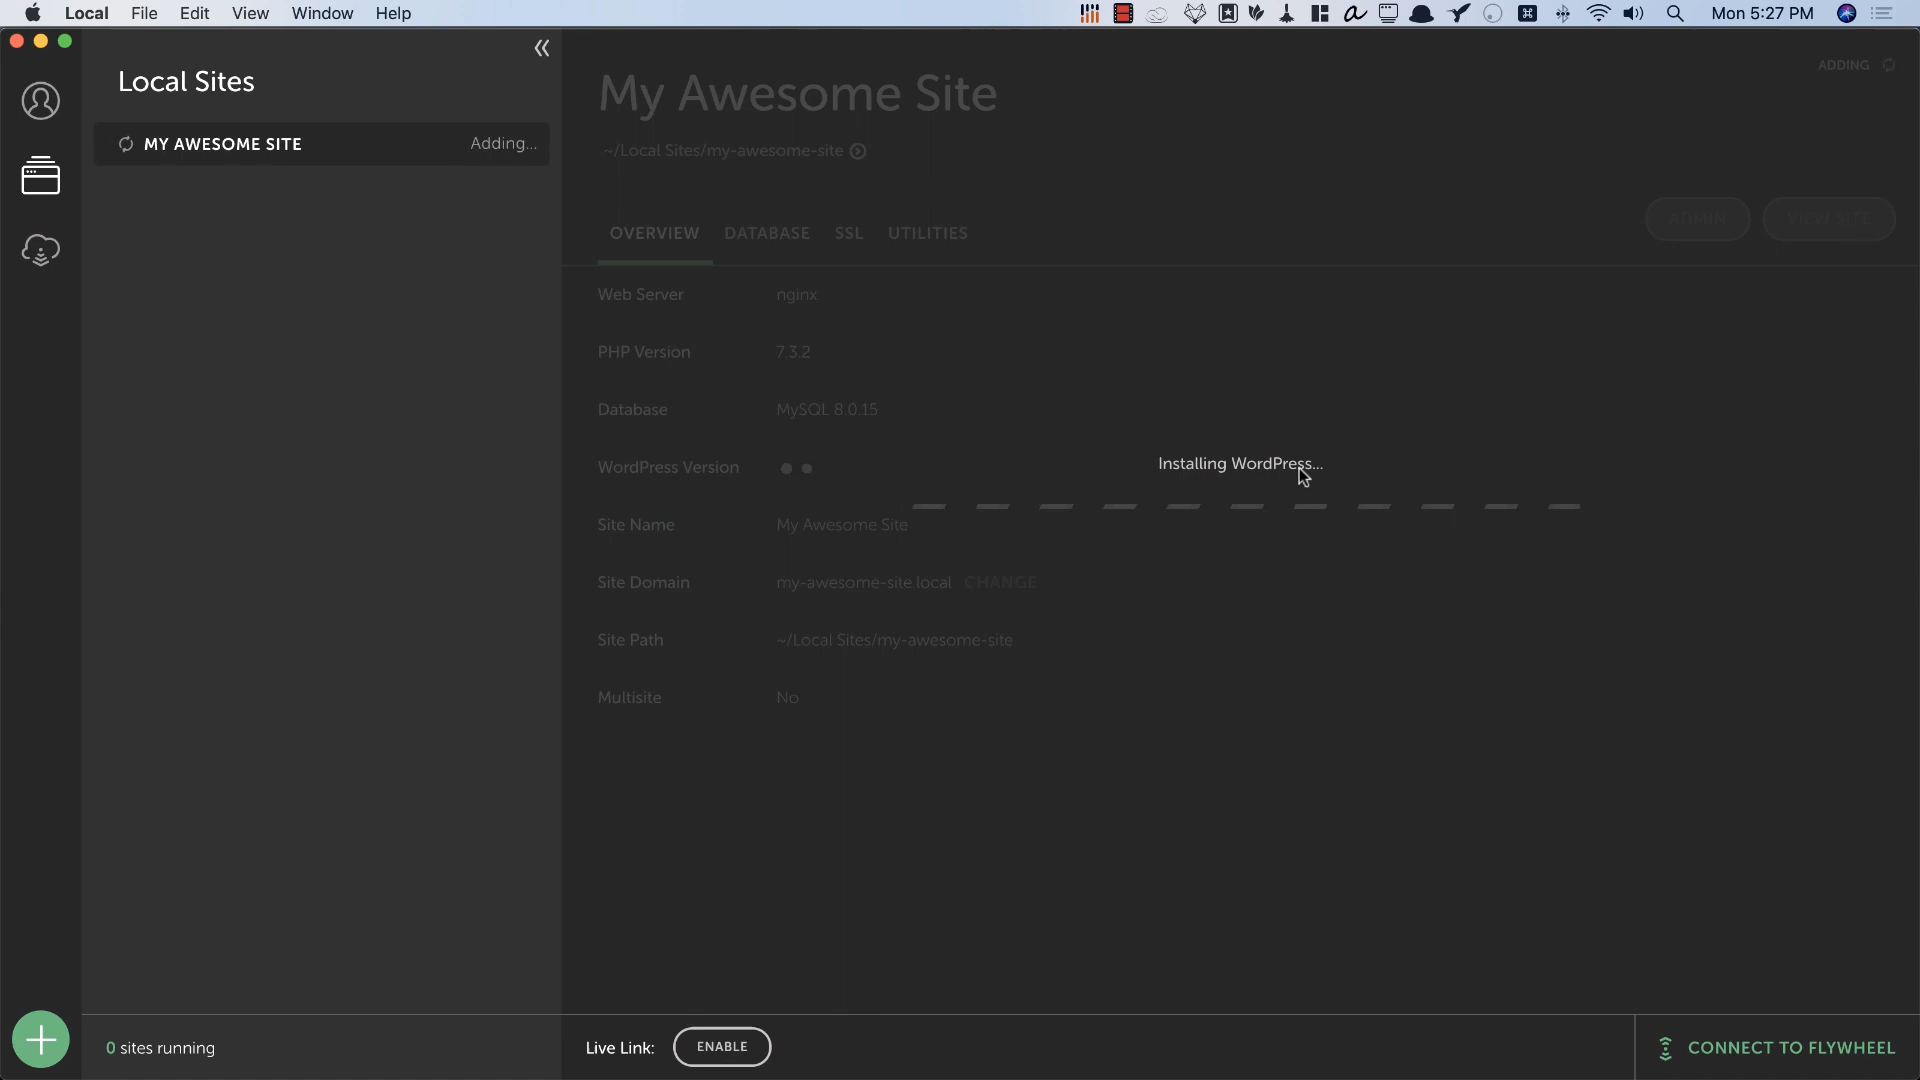 Local File Edit View Window Help Mon 5:27 PM
Local Sites
MY AWESOME SITE Adding...
0 sites running
ADDING
My Awesome Site
~/Local Sites/my-awesome-site
ADMIN VIEW SITE
OVERVIEW DATABASE SSL UTILITIES
Web Server nginx
PHP Version 7.3.2
Database MySQL 8.0.15
WordPress Version
Installing WordPress...
Site Name My Awesome Site
Site Domain my-awesome-site.local CHANGE
Site Path ~/Local Sites/my-awesome-site
Multisite No
Live Link: ENABLE
CONNECT TO FLYWHEEL